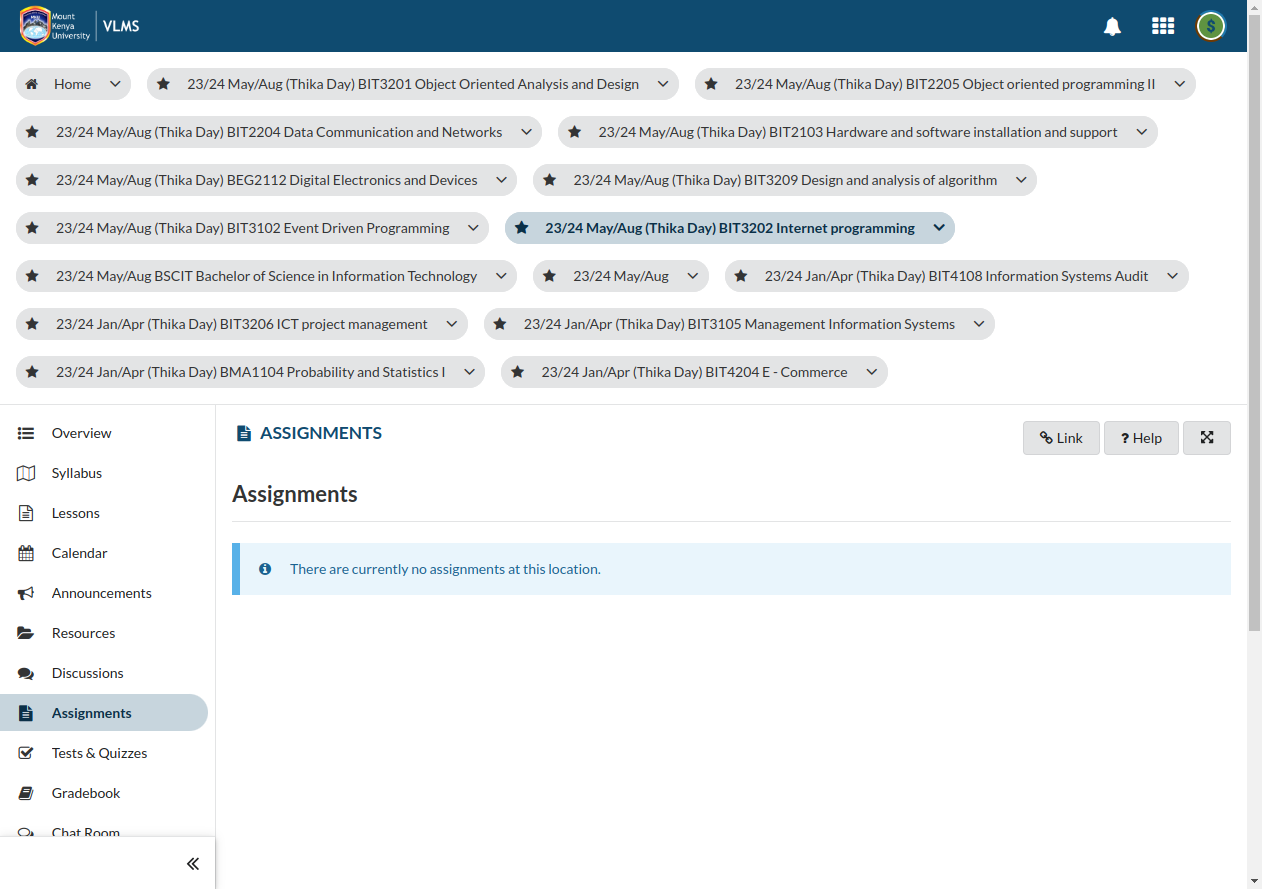 Mount
Kenya
University
VLMS
$
Home
23/24 May/Aug (Thika Day) BIT3201 Object Oriented Analysis and Design
23/24 May/Aug (Thika Day) BIT2205 Object oriented programming II
23/24 May/Aug (Thika Day) BIT2204 Data Communication and Networks
23/24 May/Aug (Thika Day) BIT2103 Hardware and software installation and support
23/24 May/Aug (Thika Day) BEG2112 Digital Electronics and Devices
23/24 May/Aug (Thika Day) BIT3209 Design and analysis of algorithm
23/24 May/Aug (Thika Day) BIT3102 Event Driven Programming
23/24 May/Aug (Thika Day) BIT3202 Internet programming
23/24 May/Aug BSCIT Bachelor of Science in Information Technology
23/24 May/Aug
23/24 Jan/Apr (Thika Day) BIT4108 Information Systems Audit
23/24 Jan/Apr (Thika Day) BIT3206 ICT project management
23/24 Jan/Apr (Thika Day) BIT3105 Management Information Systems
23/24 Jan/Apr (Thika Day) BMA1104 Probability and Statistics I
23/24 Jan/Apr (Thika Day) BIT4204 E - Commerce
Overview
Syllabus
Lessons
Calendar
Announcements
Resources
Discussions
Assignments
Tests & Quizzes
Gradebook
Chat Room
ASSIGNMENTS
Link
? Help
Assignments
There are currently no assignments at this location.